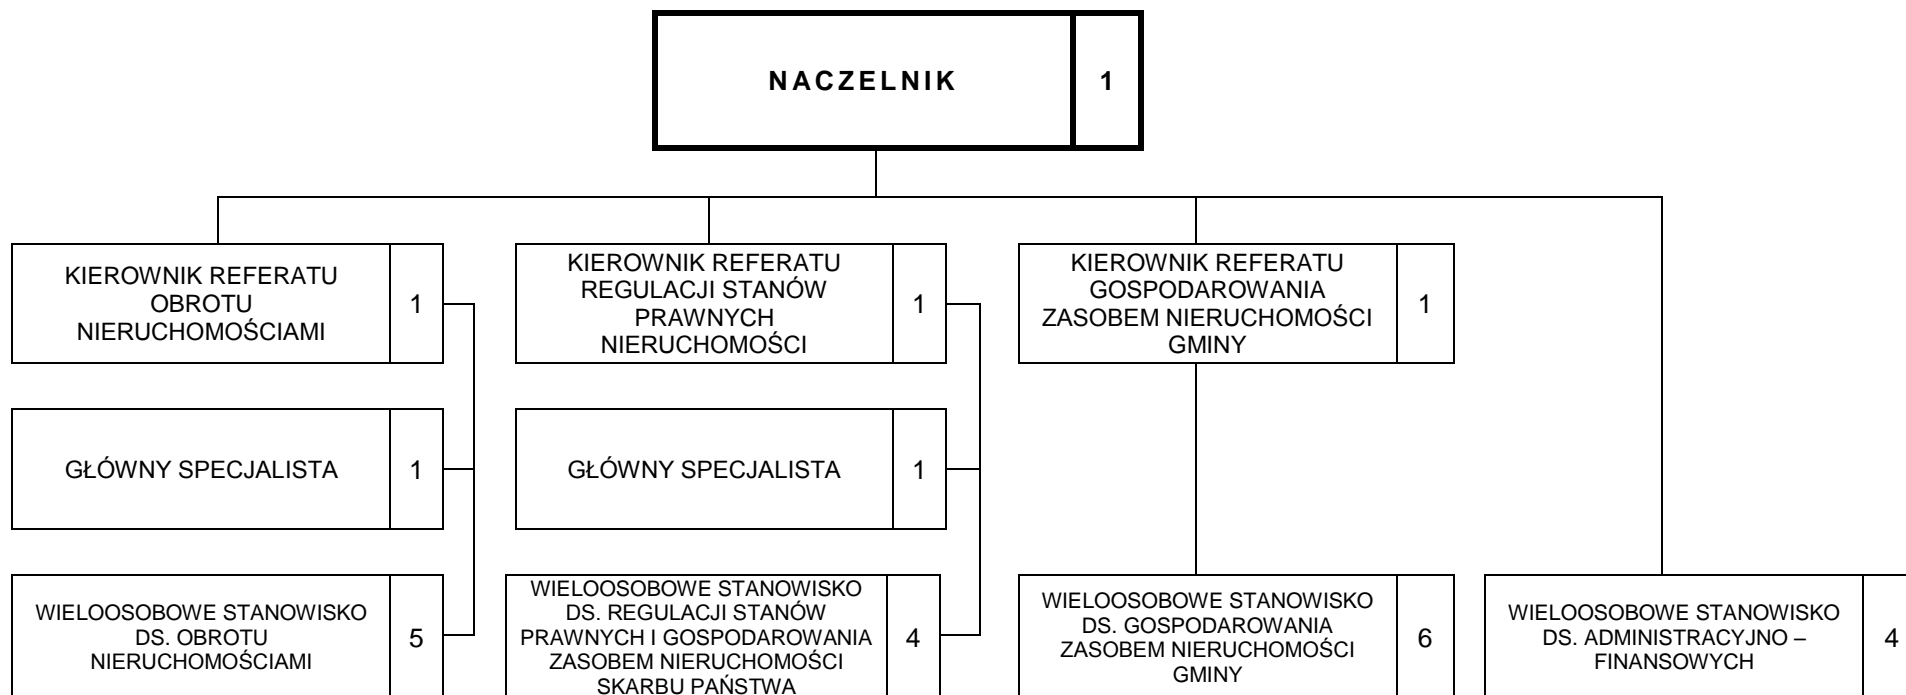 NACZELNIK
1
KIEROWNIK REFERATU
OBROTU
NIERUCHOMOŚCIAMI
1
KIEROWNIK REFERATU
REGULACJI STANÓW
PRAWNYCH
NIERUCHOMOŚCI
1
KIEROWNIK REFERATU
GOSPODAROWANIA
ZASOBEM NIERUCHOMOŚCI
GMINY
1
GŁÓWNY SPECJALISTA
1
GŁÓWNY SPECJALISTA
1
WIELOOSOBOWE STANOWISKO
DS. OBROTU
NIERUCHOMOŚCIAMI
5
WIELOOSOBOWE STANOWISKO
DS. REGULACJI STANÓW
PRAWNYCH I GOSPODAROWANIA
ZASOBEM NIERUCHOMOŚCI
SKARBU PAŃSTWA
4
WIELOOSOBOWE STANOWISKO
DS. GOSPODAROWANIA
ZASOBEM NIERUCHOMOŚCI
GMINY
6
WIELOOSOBOWE STANOWISKO
DS. ADMINISTRACYJNO –
FINANSOWYCH
4